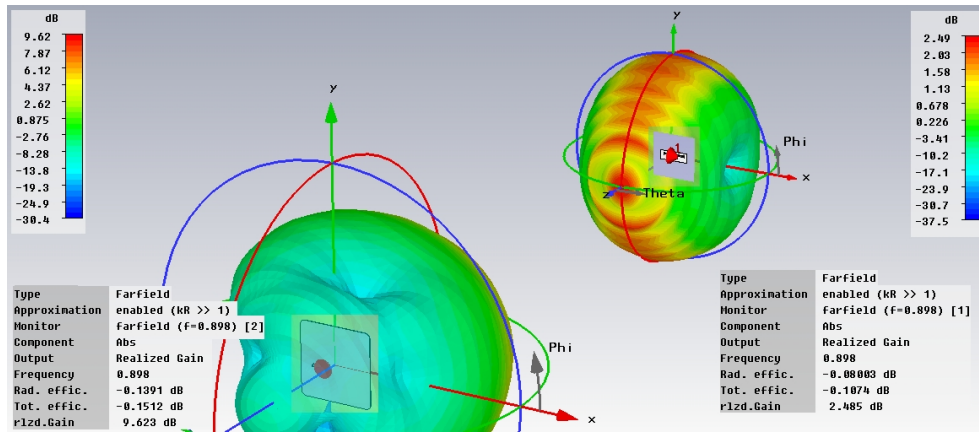 dB
9.62
7.87
6.12
4.37
2.62
0.875
-2.76
-8.28
-13.8
-19.3
-24.9
-30.4
y
x
Phi
Type Farfield
Approximation enabled (kR >> 1)
Monitor farfield (f=0.898) [2]
Component Abs
Output Realized Gain
Frequency 0.898
Rad. effic. -0.1391 dB
Tot. effic. -0.1512 dB
rlzd.Gain 9.623 dB
y
1
Phi
x
z Theta
dB
2.49
2.03
1.58
1.13
0.678
0.226
-3.41
-10.2
-17.1
-23.9
-30.7
-37.5
Type Farfield
Approximation enabled (kR >> 1)
Monitor farfield (f=0.898) [1]
Component Abs
Output Realized Gain
Frequency 0.898
Rad. effic. -0.08003 dB
Tot. effic. -0.1074 dB
rlzd.Gain 2.485 dB